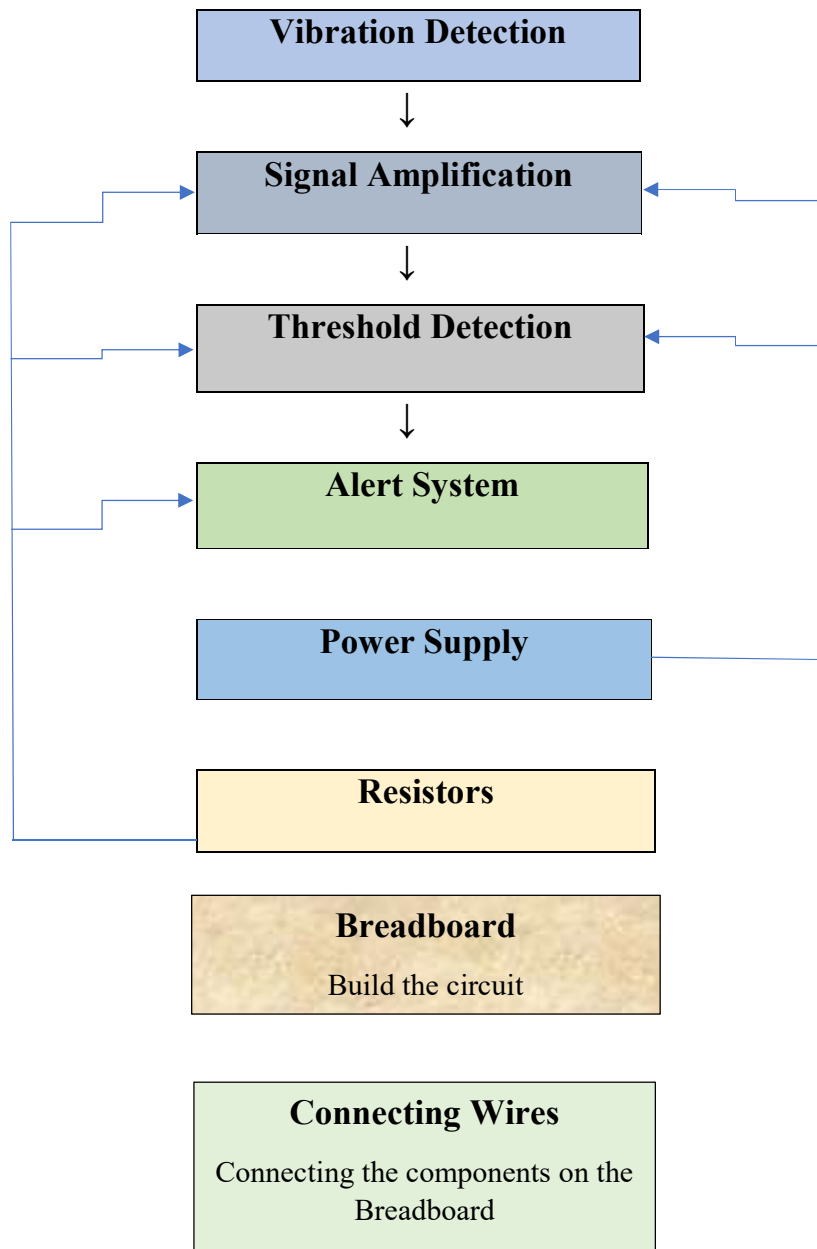 Vibration Detection
↓
Signal Amplification
↓
Threshold Detection
↓
Alert System
Power Supply
Resistors
Breadboard
Build the circuit
Connecting Wires
Connecting the components on the
Breadboard